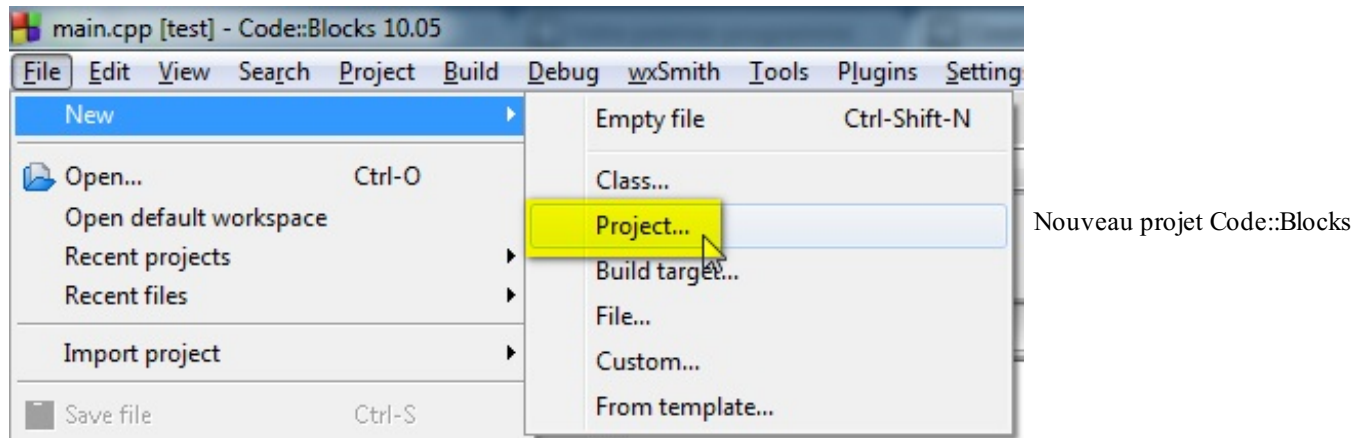 main.cpp [test] - Code::Blocks 10.05
File Edit View Search Project Build Debug wxSmith Tools Plugins Setting
New
Empty file Ctrl-Shift-N
Open... Ctrl-O
Class...
Open default workspace
Project...
Nouveau projet Code::Blocks
Recent projects
Build target...
Recent files
File...
Import project
Custom...
Save file Ctrl-S
From template...